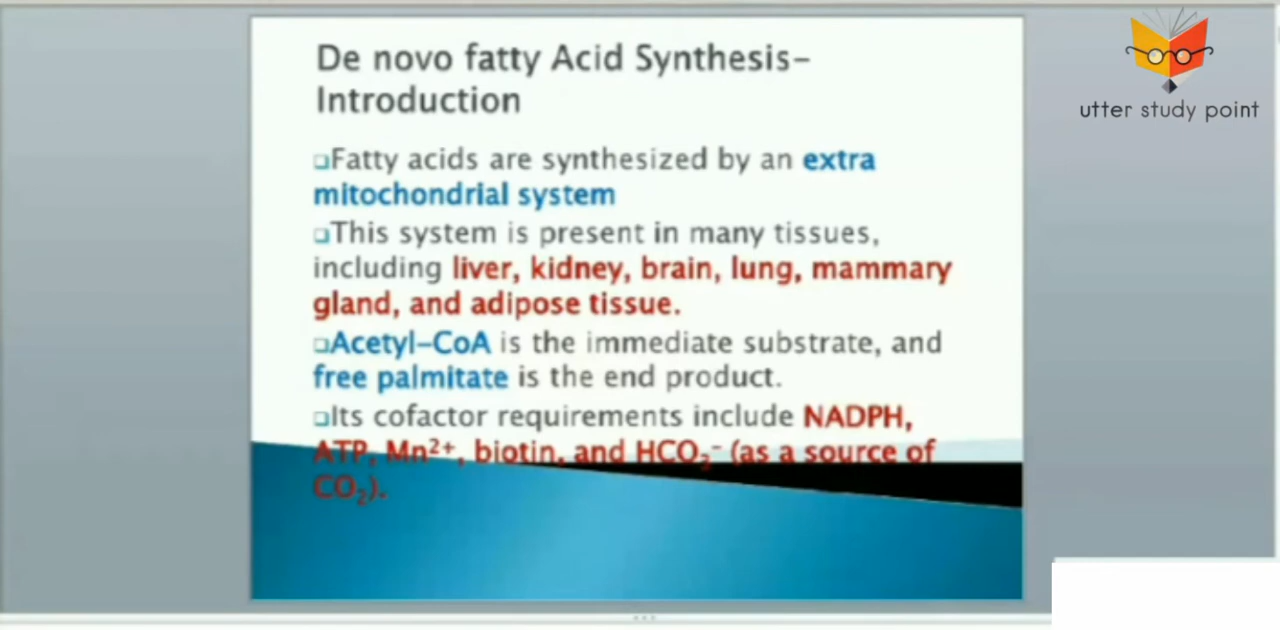 De novo fatty Acid Synthesis-
Introduction
utter study point
Fatty acids are synthesized by an extra
mitochondrial system
This system is present in many tissues,
including liver, kidney, brain, lung, mammary
gland, and adipose tissue.
Acetyl-CoA is the immediate substrate, and
free palmitate is the end product.
Its cofactor requirements include NADPH,
ATP, Mn²⁺, biotin, and HCO₃⁻ (as a source of
CO₂).